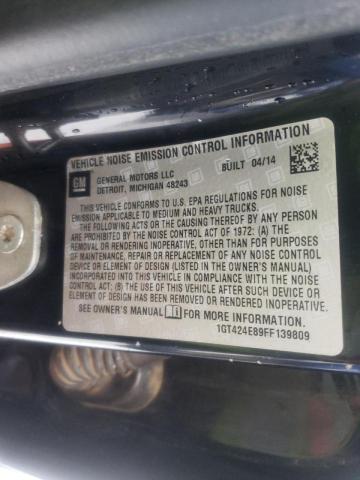 VEHICLE NOISE EMISSION CONTROL INFORMATION
GM
GENERAL MOTORS LLC
DETROIT, MICHIGAN 48243
BUILT 04/14
THIS VEHICLE CONFORMS TO U.S. EPA REGULATIONS FOR NOISE
EMISSION APPLICABLE TO MEDIUM AND HEAVY TRUCKS.
THE FOLLOWING ACTS OR THE CAUSING THEREOF BY ANY PERSON
ARE PROHIBITED BY THE NOISE CONTROL ACT OF 1972: (A) THE
REMOVAL OR RENDERING INOPERATIVE, OTHER THAN FOR PURPOSES
OF MAINTENANCE, REPAIR OR REPLACEMENT OF ANY NOISE CONTROL
DEVICE OR ELEMENT OF DESIGN (LISTED IN THE OWNER'S MANUAL)
INCORPORATED INTO THIS VEHICLE IN COMPLIANCE WITH THE NOISE
CONTROL ACT; (B) THE USE OF THIS VEHICLE AFTER SUCH DEVICE OR
ELEMENT OF DESIGN HAS BEEN REMOVED OR RENDERED INOPERATIVE.
SEE OWNER'S MANUAL FOR MORE INFORMATION.
1GT424E89FF139809